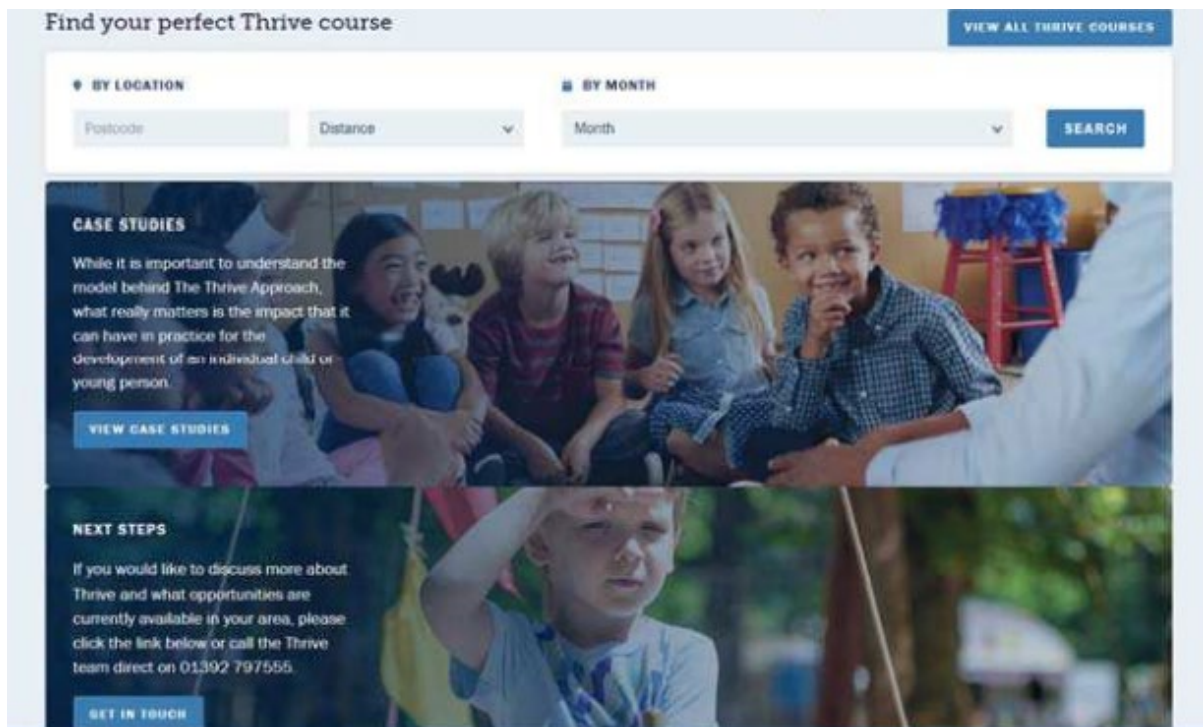 Find your perfect Thrive course
VIEW ALL THRIVE COURSES
BY LOCATION
BY MONTH
Postcode
Distance
Month
SEARCH
CASE STUDIES
While it is important to understand the
model behind The Thrive Approach,
what really matters is the impact that it
can have in practice for the
development of an individual child or
young person.
VIEW CASE STUDIES
NEXT STEPS
If you would like to discuss more about
Thrive and what opportunities are
currently available in your area, please
click the link below or call the Thrive
team direct on 01392 797555.
GET IN TOUCH